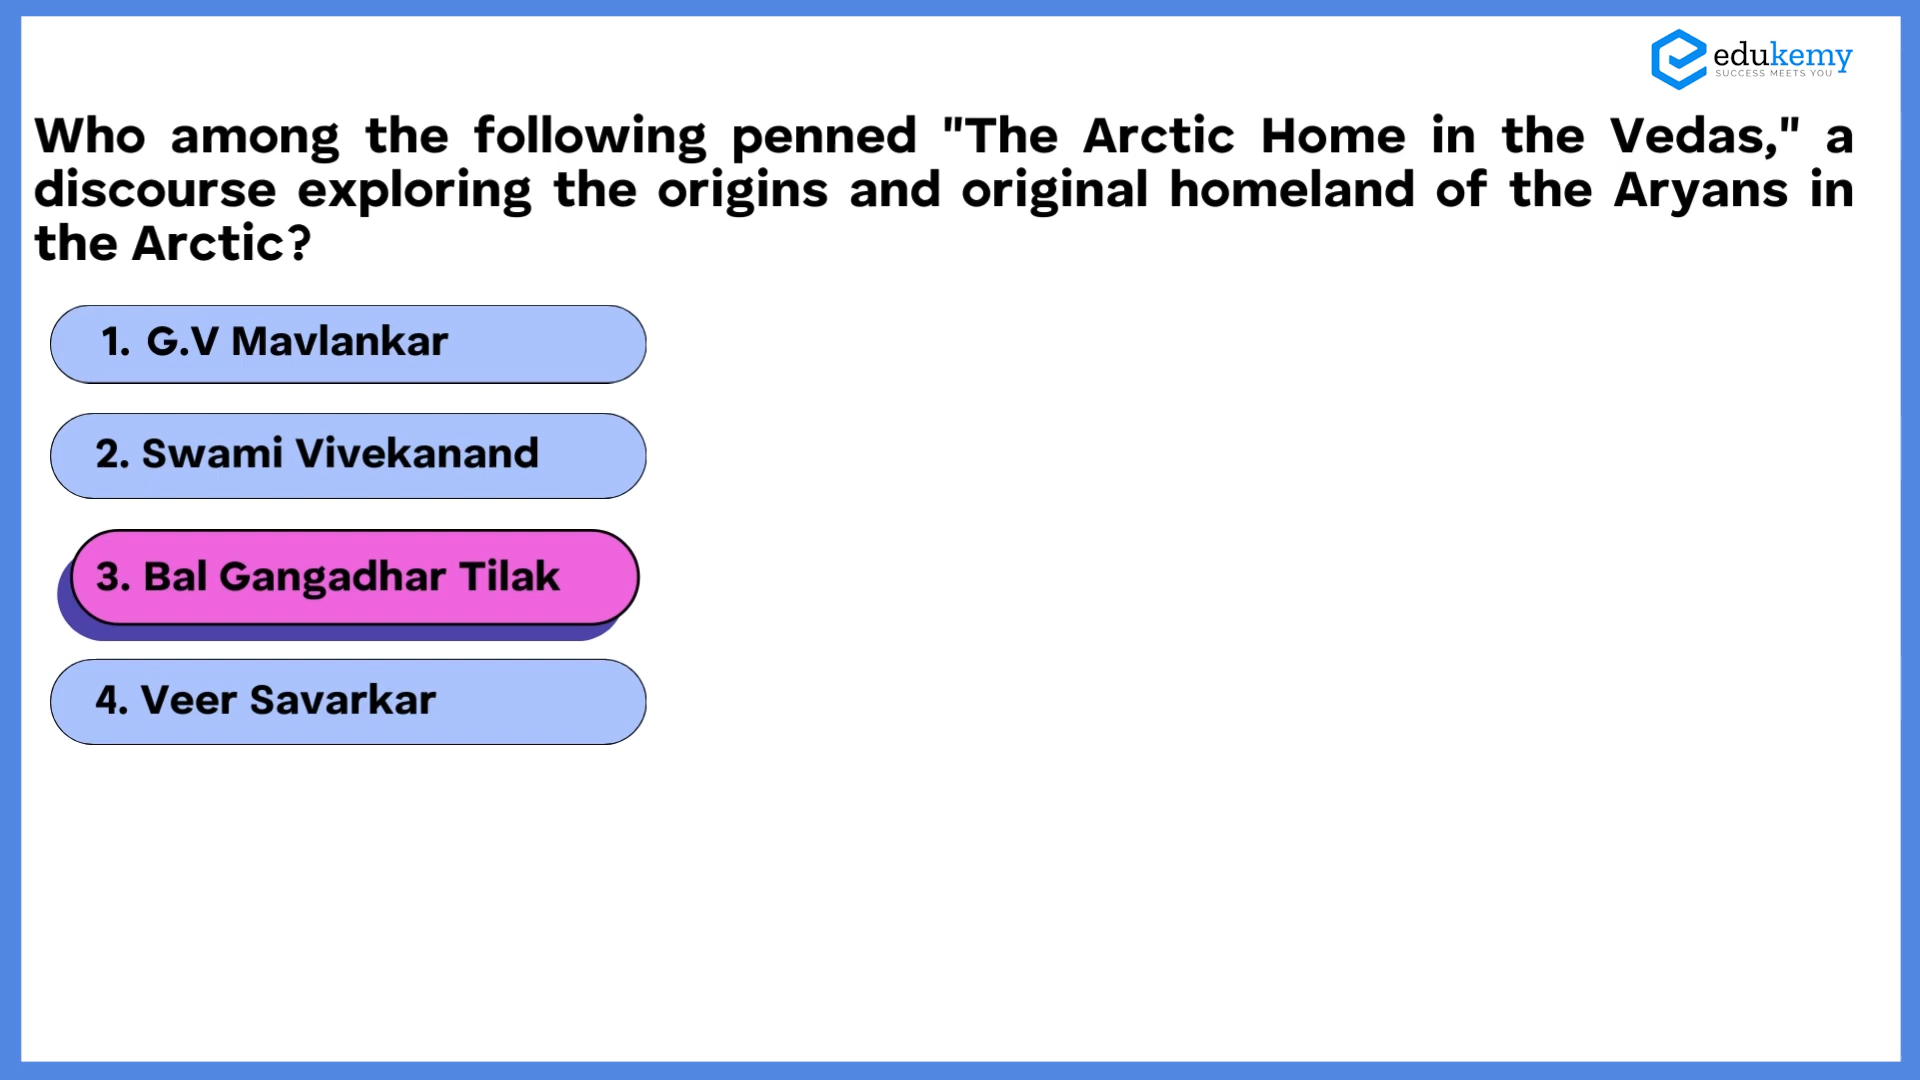 edukemy
SUCCESS MEETS YOU
Who among the following penned "The Arctic Home in the Vedas," a
discourse exploring the origins and original homeland of the Aryans in
the Arctic?
1. G.V Mavlankar
2. Swami Vivekanand
3. Bal Gangadhar Tilak
4. Veer Savarkar